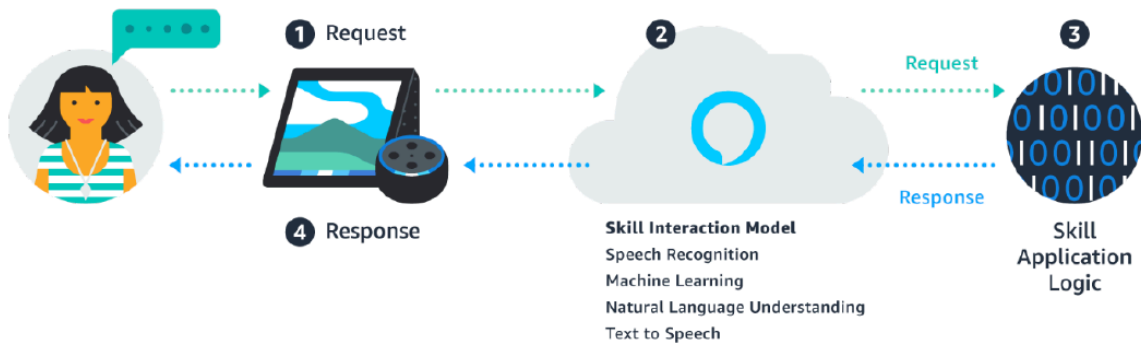 1 Request
2
3
Request
Response
4 Response
Skill Interaction Model
Speech Recognition
Machine Learning
Natural Language Understanding
Text to Speech
Skill
Application
Logic